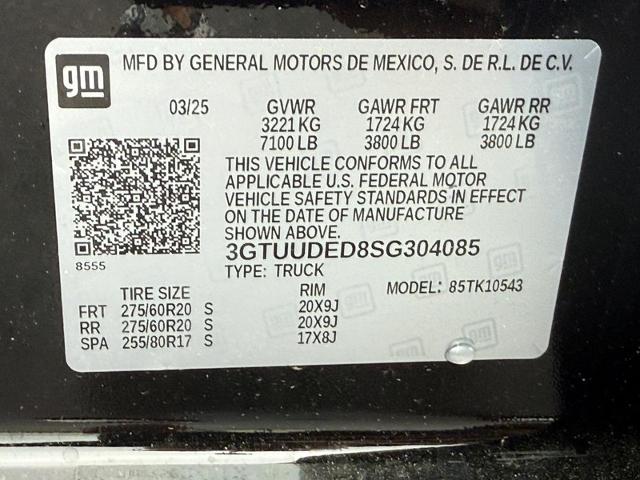 gm
MFD BY GENERAL MOTORS DE MEXICO, S. DE R.L. DE C.V.
03/25 GVWR GAWR FRT GAWR RR
3221 KG 1724 KG 1724 KG
7100 LB 3800 LB 3800 LB
THIS VEHICLE CONFORMS TO ALL
APPLICABLE U.S. FEDERAL MOTOR
VEHICLE SAFETY STANDARDS IN EFFECT
ON THE DATE OF MANUFACTURE
SHOWN ABOVE.
3GTUUDED8SG304085
8555
TYPE: TRUCK
TIRE SIZE RIM MODEL: 85TK10543
FRT 275/60R20 S 20X9J
RR 275/60R20 S 20X9J
SPA 255/80R17 S 17X8J